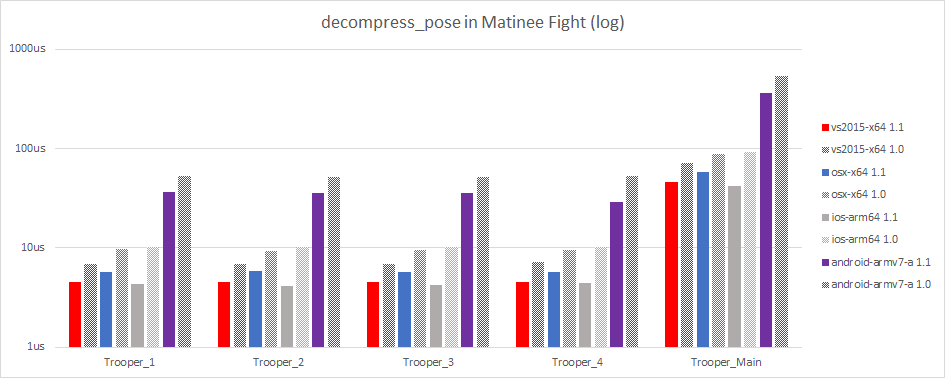 decompress_pose in Matinee Fight (log)
1000us
100us
10us
1us
Trooper_1
Trooper_2
Trooper_3
Trooper_4
Trooper_Main
vs2015-x64 1.1
vs2015-x64 1.0
osx-x64 1.1
osx-x64 1.0
ios-arm64 1.1
ios-arm64 1.0
android-armv7-a 1.1
android-armv7-a 1.0